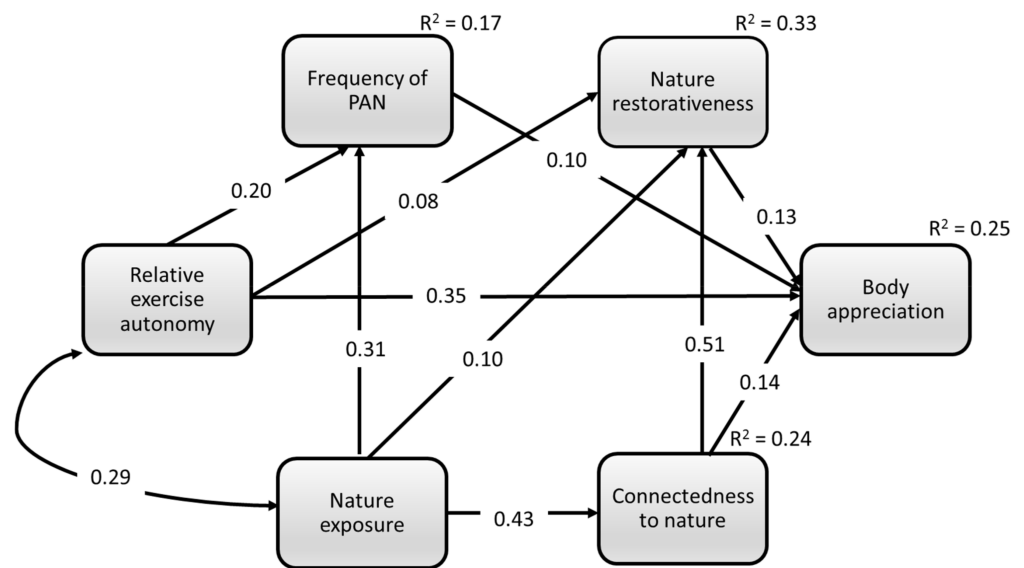 R² = 0.17
R² = 0.33
Frequency of
PAN
Nature
restorativeness
0.10
0.20
0.08
0.13
R² = 0.25
Relative
exercise
autonomy
Body
appreciation
0.35
0.31
0.10
0.51
0.14
R² = 0.24
0.29
Nature
exposure
0.43
Connectedness
to nature